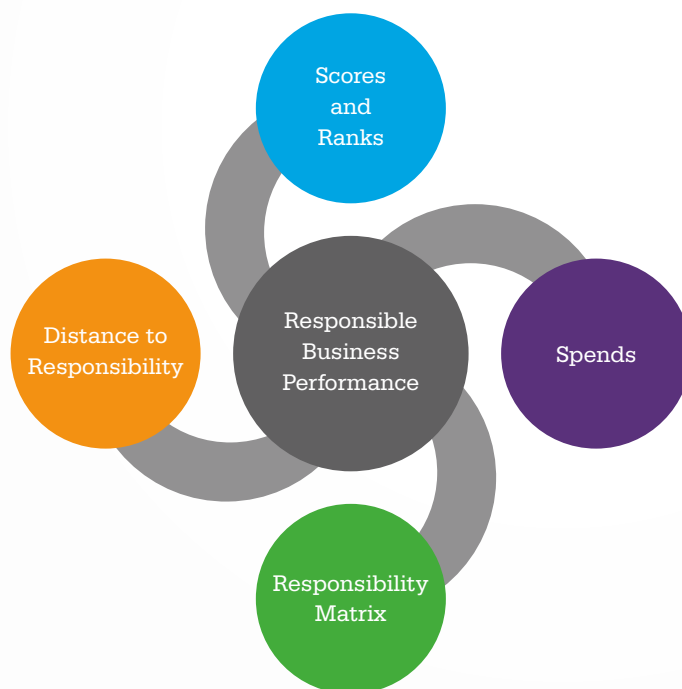 Scores
and
Ranks
Distance to
Responsibility
Responsible
Business
Performance
Spends
Responsibility
Matrix